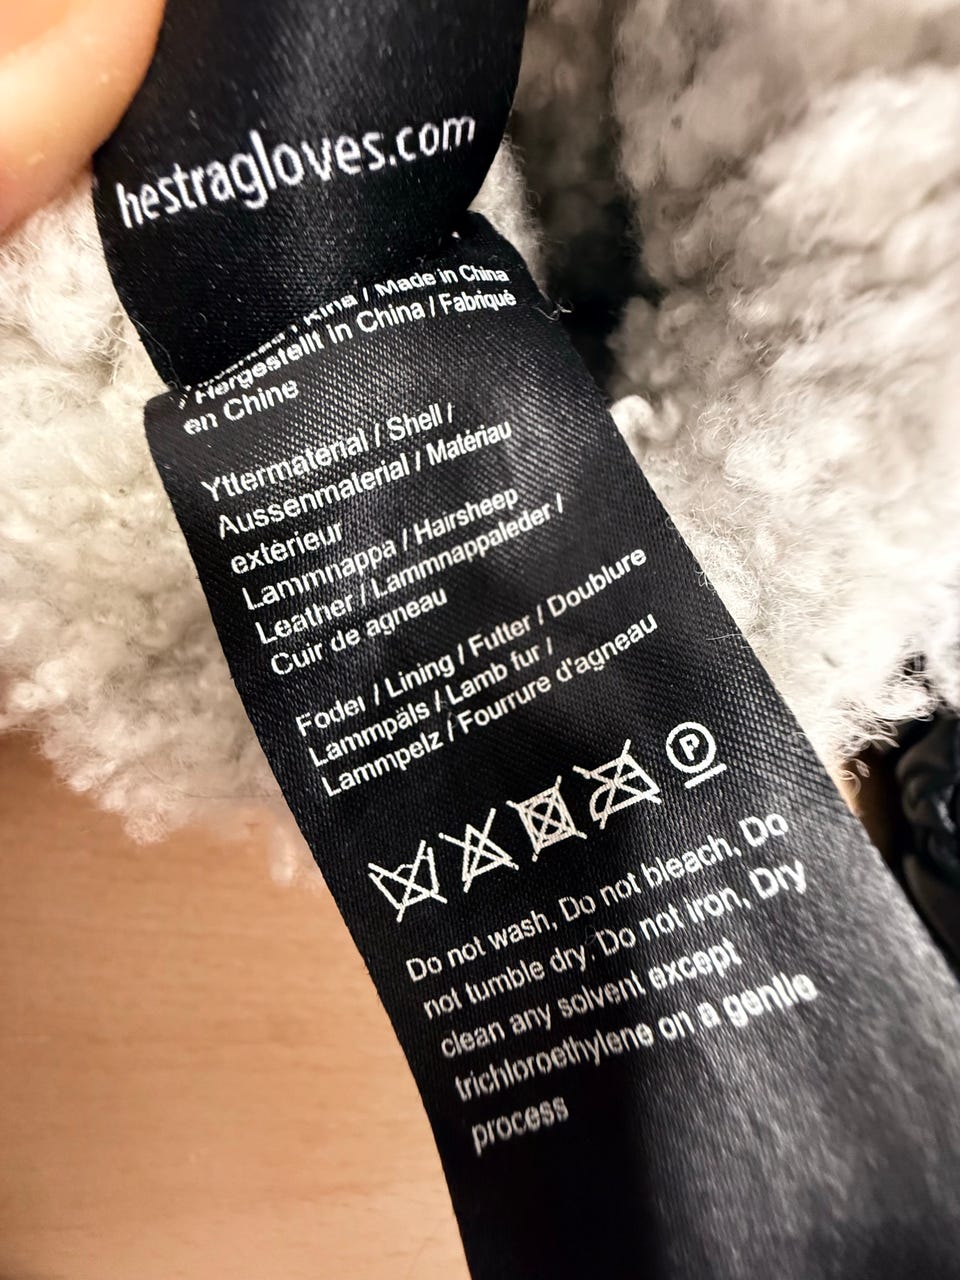 hestragloves.com
Kina / Made in China
/ Hergestellt in China / Fabriqué
en Chine
Yttermaterial / Shell /
Aussenmaterial / Matériau
extérieur
Lammnappa / Hairsheep
Leather / Lammnappaleder /
Cuir de agneau
Foder / Lining / Futter / Doublure
Lammpäls / Lamb fur /
Lammpelz / Fourrure d'agneau
P
Do not wash, Do not bleach, Do
not tumble dry. Do not iron, Dry
clean any solvent except
trichloroethylene on a gentle
process